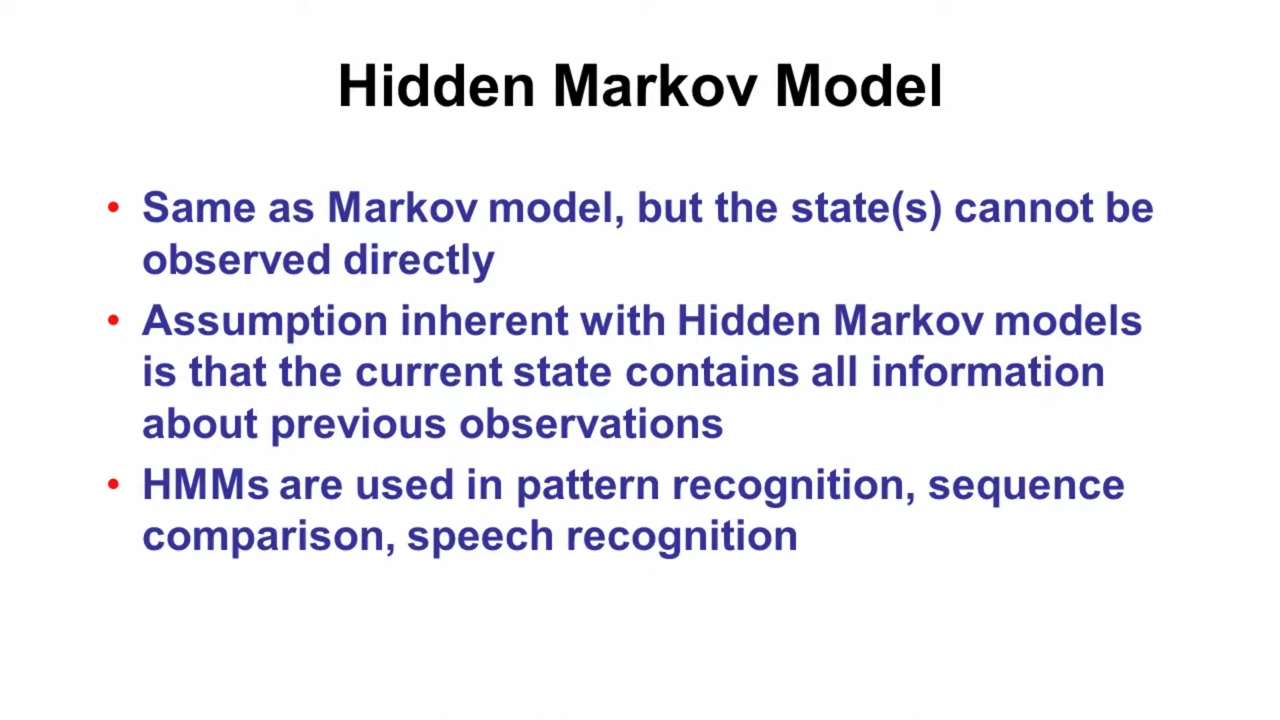 Hidden Markov Model
• Same as Markov model, but the state(s) cannot be
observed directly
• Assumption inherent with Hidden Markov models
is that the current state contains all information
about previous observations
• HMMs are used in pattern recognition, sequence
comparison, speech recognition